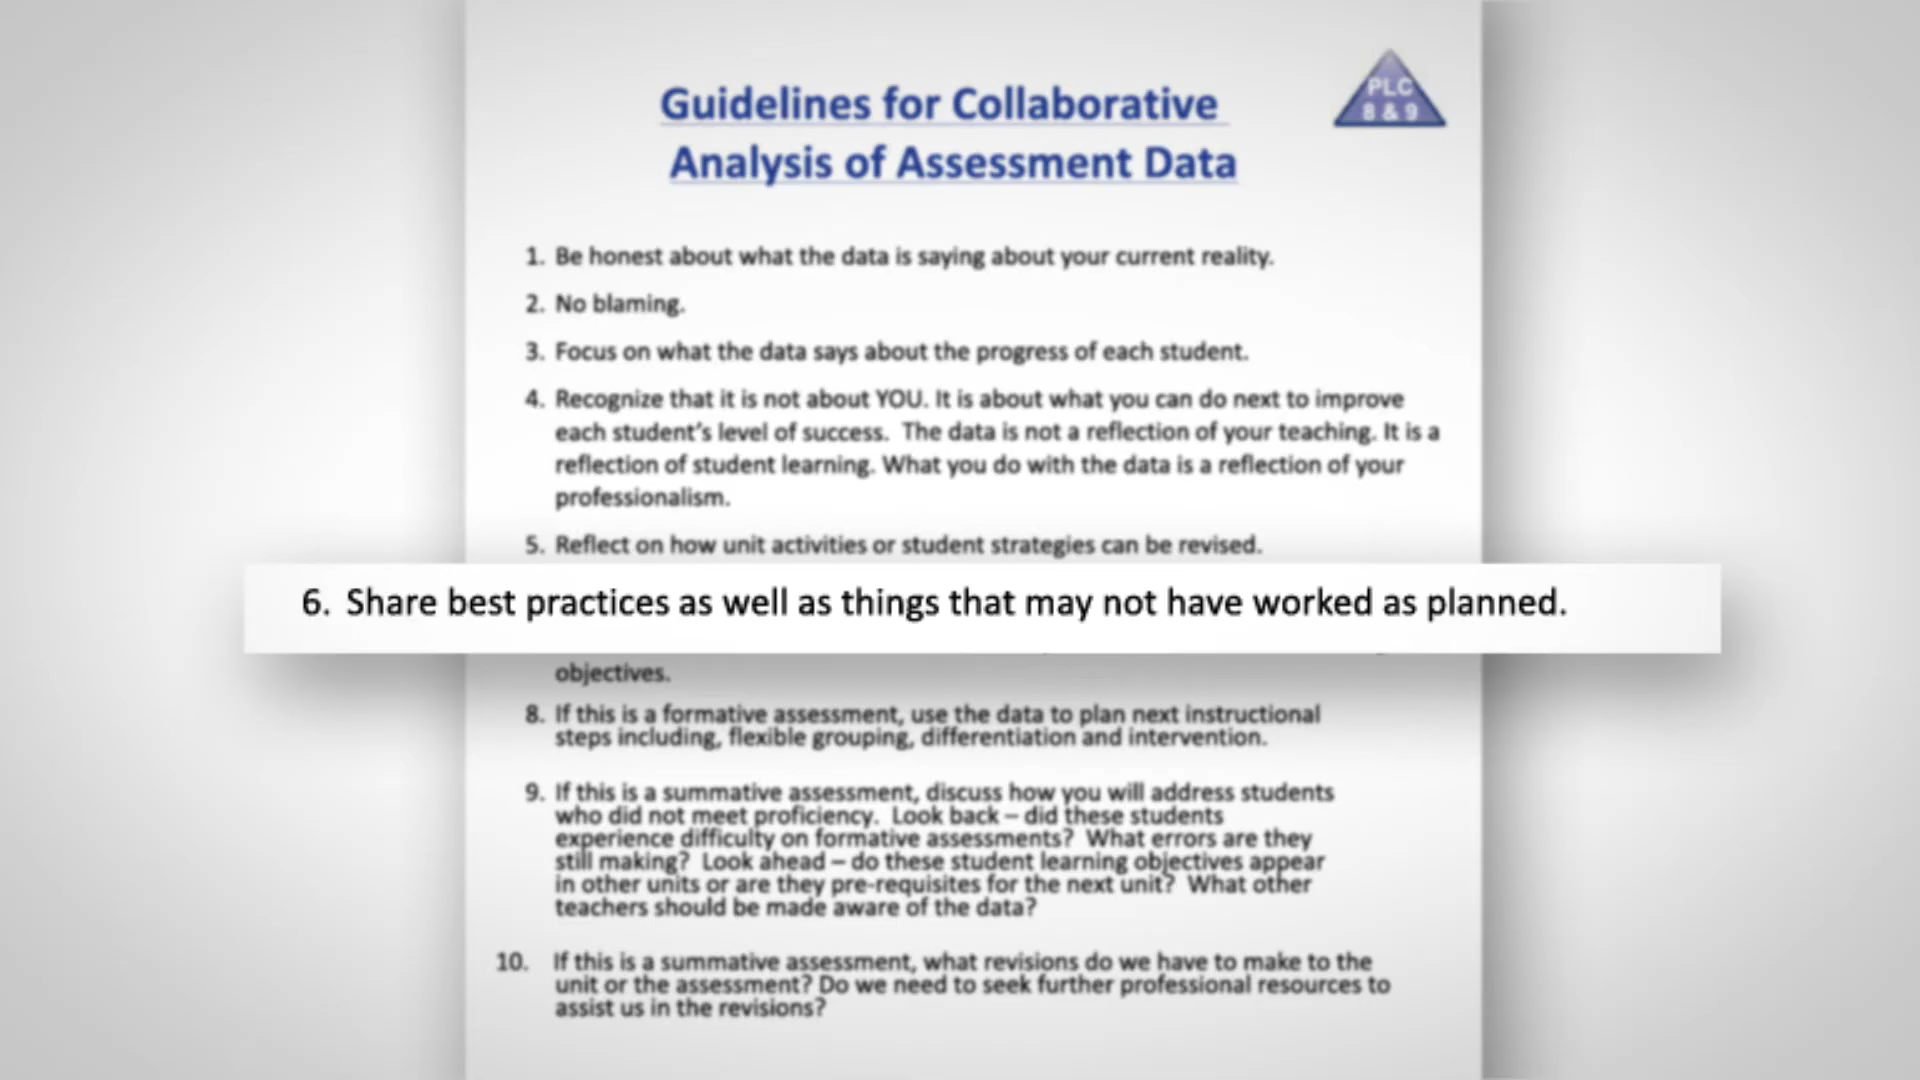 Guidelines for Collaborative
Analysis of Assessment Data
PLC
8 & 9
1. Be honest about what the data is saying about your current reality.
2. No blaming.
3. Focus on what the data says about the progress of each student.
4. Recognize that it is not about YOU. It is about what you can do next to improve
each student's level of success.  The data is not a reflection of your teaching. It is a
reflection of student learning. What you do with the data is a reflection of your
professionalism.
5. Reflect on how unit activities or student strategies can be revised.
6. Share best practices as well as things that may not have worked as planned.
objectives.
8. If this is a formative assessment, use the data to plan next instructional
steps including, flexible grouping, differentiation and intervention.
9. If this is a summative assessment, discuss how you will address students
who did not meet proficiency.  Look back – did these students
experience difficulty on formative assessments?  What errors are they
still making?  Look ahead – do these student learning objectives appear
in other units or are they pre-requisites for the next unit?  What other
teachers should be made aware of the data?
10. If this is a summative assessment, what revisions do we have to make to the
unit or the assessment? Do we need to seek further professional resources to
assist us in the revisions?